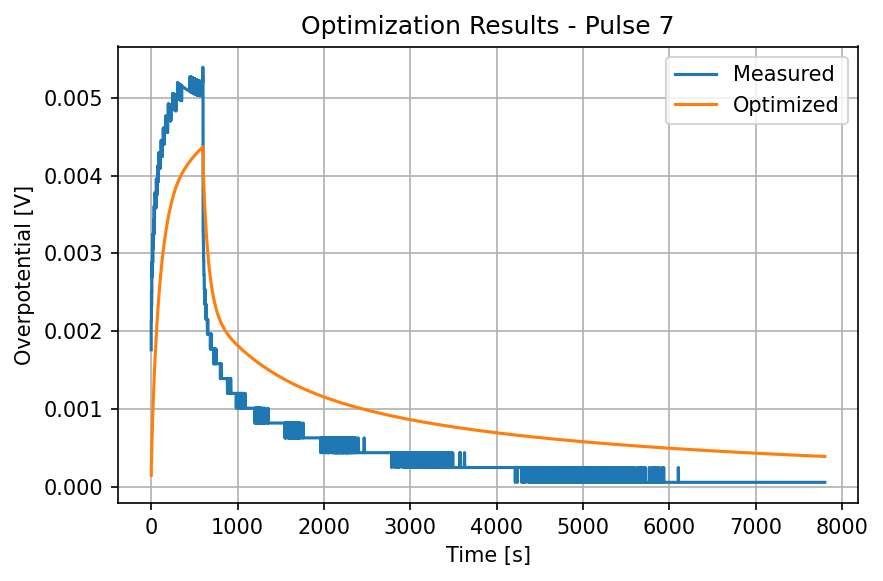 Optimization Results - Pulse 7
Measured
Optimized
Overpotential [V]
0.005
0.004
0.003
0.002
0.001
0.000
0 1000 2000 3000 4000 5000 6000 7000 8000
Time [s]